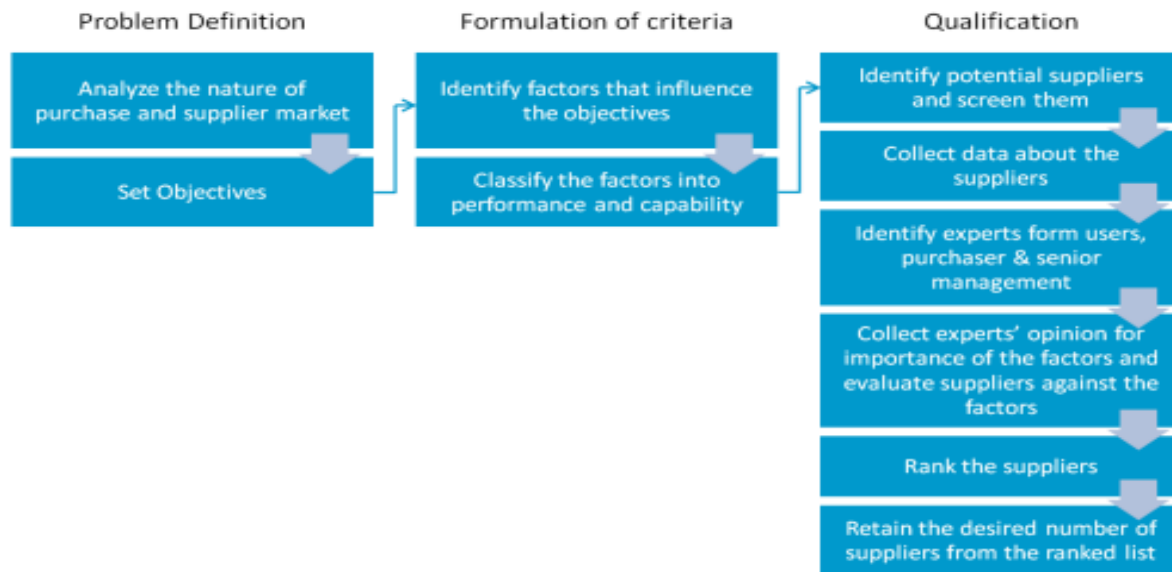 Problem Definition
Analyze the nature of
purchase and supplier market
Set Objectives
Formulation of criteria
Identify factors that influence
the objectives
Classify the factors into
performance and capability
Qualification
Identify potential suppliers
and screen them
Collect data about the
suppliers
Identify experts form users,
purchaser & senior
management
Collect experts' opinion for
importance of the factors and
evaluate suppliers against the
factors
Rank the suppliers
Retain the desired number of
suppliers from the ranked list